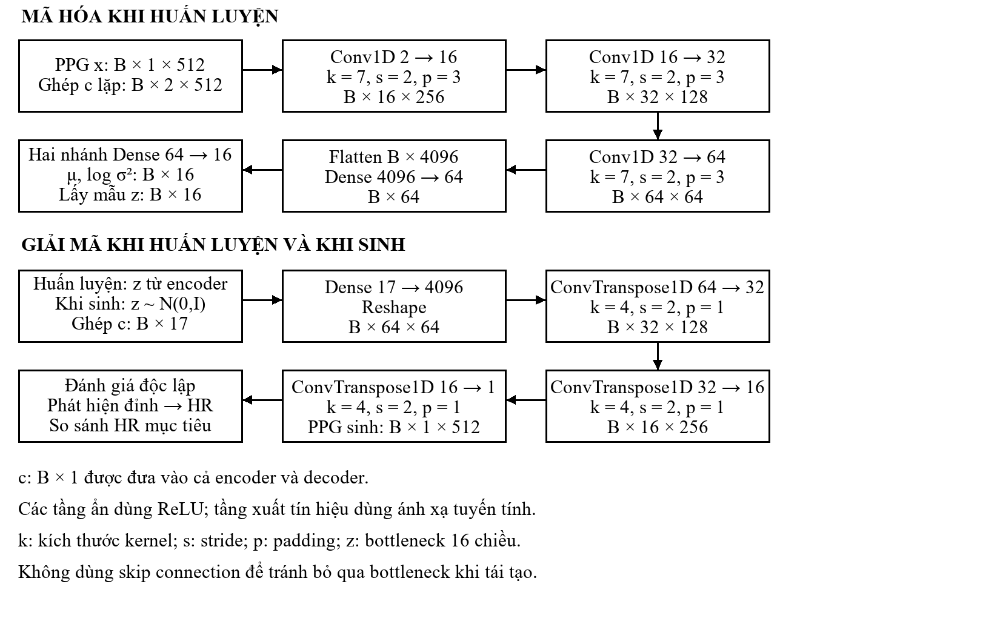 MÃ HÓA KHI HUẤN LUYỆN
PPG x: B × 1 × 512
Ghép c lặp: B × 2 × 512
Conv1D 2 → 16
k = 7, s = 2, p = 3
B × 16 × 256
Conv1D 16 → 32
k = 7, s = 2, p = 3
B × 32 × 128
Conv1D 32 → 64
k = 7, s = 2, p = 3
B × 64 × 64
Flatten B × 4096
Dense 4096 → 64
B × 64
Hai nhánh Dense 64 → 16
μ, log σ²: B × 16
Lấy mẫu z: B × 16
GIẢI MÃ KHI HUẤN LUYỆN VÀ KHI SINH
Huấn luyện: z từ encoder
Khi sinh: z ~ N(0,I)
Ghép c: B × 17
Dense 17 → 4096
Reshape
B × 64 × 64
ConvTranspose1D 64 → 32
k = 4, s = 2, p = 1
B × 32 × 128
ConvTranspose1D 32 → 16
k = 4, s = 2, p = 1
B × 16 × 256
ConvTranspose1D 16 → 1
k = 4, s = 2, p = 1
PPG sinh: B × 1 × 512
Đánh giá độc lập
Phát hiện đỉnh → HR
So sánh HR mục tiêu
c: B × 1 được đưa vào cả encoder và decoder.
Các tầng ẩn dùng ReLU; tầng xuất tín hiệu dùng ánh xạ tuyến tính.
k: kích thước kernel; s: stride; p: padding; z: bottleneck 16 chiều.
Không dùng skip connection để tránh bỏ qua bottleneck khi tái tạo.